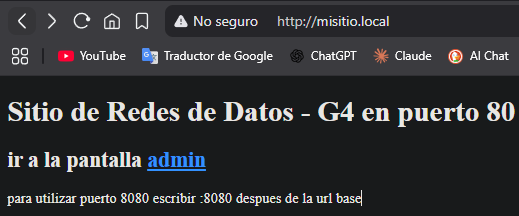 No seguro http://misitio.local
YouTube Traductor de Google ChatGPT Claude AI Chat
Sitio de Redes de Datos - G4 en puerto 80
ir a la pantalla admin
para utilizar puerto 8080 escribir :8080 despues de la url base